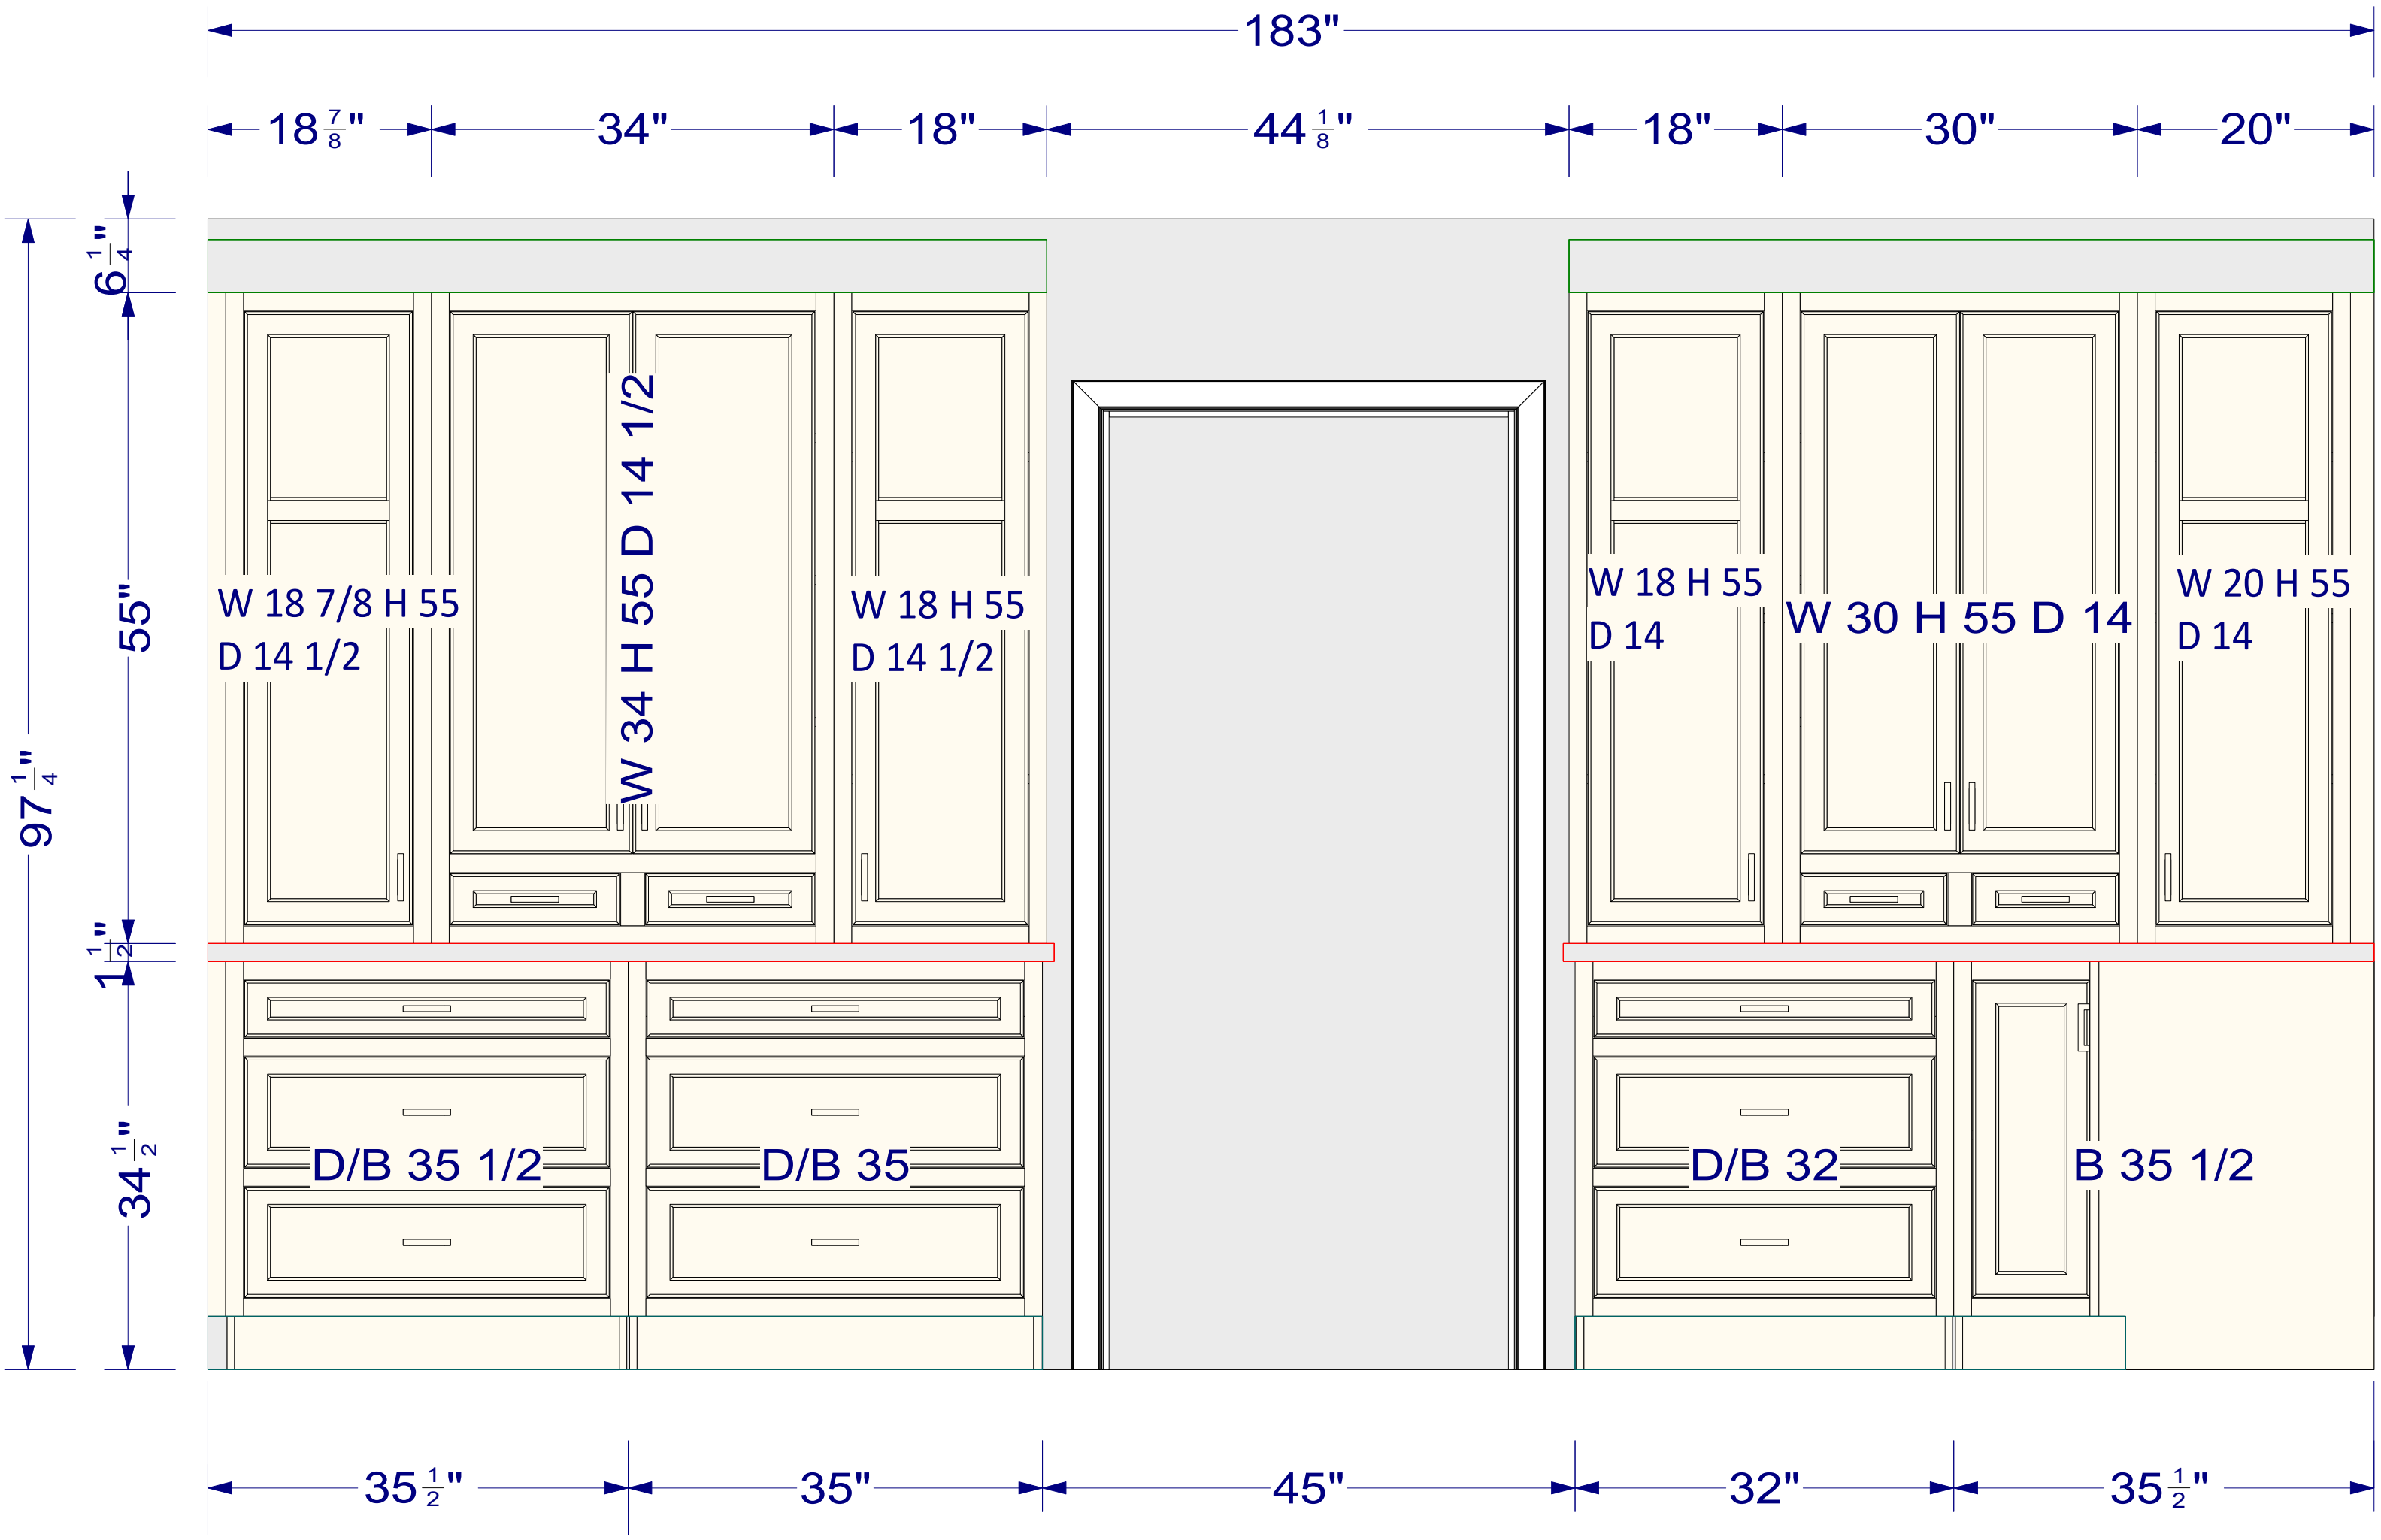 183"
18 7/8"
34"
18"
44 1/8"
18"
30"
20"
6 1/4"
55"
97 1/4"
1 1/2"
34 1/2"
W 18 7/8 H 55
D 14 1/2
W 34 H 55 D 14 1/2
W 18 H 55
D 14 1/2
W 18 H 55
D 14
W 30 H 55 D 14
W 20 H 55
D 14
D/B 35 1/2
D/B 35
D/B 32
B 35 1/2
35 1/2"
35"
45"
32"
35 1/2"